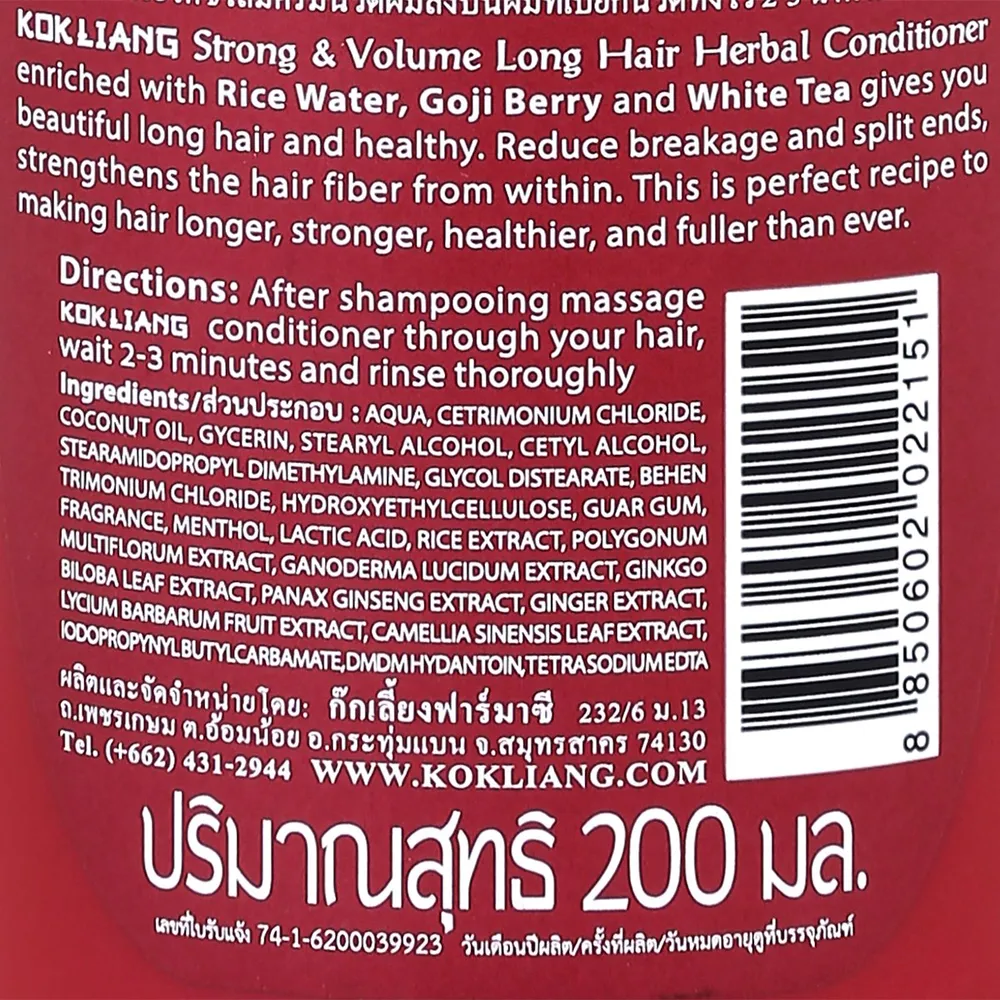 KOKLIANG Strong & Volume Long Hair Herbal Conditioner
enriched with Rice Water, Goji Berry and White Tea gives you
beautiful long hair and healthy. Reduce breakage and split ends,
strengthens the hair fiber from within. This is perfect recipe to
making hair longer, stronger, healthier, and fuller than ever.
Directions: After shampooing massage
KOKLIANG conditioner through your hair,
wait 2-3 minutes and rinse thoroughly
Ingredients/ส่วนประกอบ : AQUA, CETRIMONIUM CHLORIDE,
COCONUT OIL, GYCERIN, STEARYL ALCOHOL, CETYL ALCOHOL,
STEARAMIDOPROPYL DIMETHYLAMINE, GLYCOL DISTEARATE, BEHEN
TRIMONIUM CHLORIDE, HYDROXYETHYLCELLULOSE, GUAR GUM,
FRAGRANCE, MENTHOL, LACTIC ACID, RICE EXTRACT, POLYGONUM
MULTIFLORUM EXTRACT, GANODERMA LUCIDUM EXTRACT, GINKGO
BILOBA LEAF EXTRACT, PANAX GINSENG EXTRACT, GINGER EXTRACT,
LYCIUM BARBARUM FRUIT EXTRACT, CAMELLIA SINENSIS LEAF EXTRACT,
IODOPROPYNYL BUTYLCARBAMATE, DMDM HYDANTOIN, TETRASODIUM EDTA
ผลิตและจัดจำหน่ายโดย: ก๊กเลี้ยงฟาร์มาซี 232/6 ม.13
ถ.เพชรเกษม ต.อ้อมน้อย อ.กระทุ่มแบน จ.สมุทรสาคร 74130
Tel. (+662) 431-2944 WWW.KOKLIANG.COM
8 850602 022151
ปริมาณสุทธิ 200 มล.
เลขที่ใบรับแจ้ง 74-1-6200039923 วันเดือนปีผลิต/ครั้งที่ผลิต/วันหมดอายุดูที่บรรจุภัณฑ์